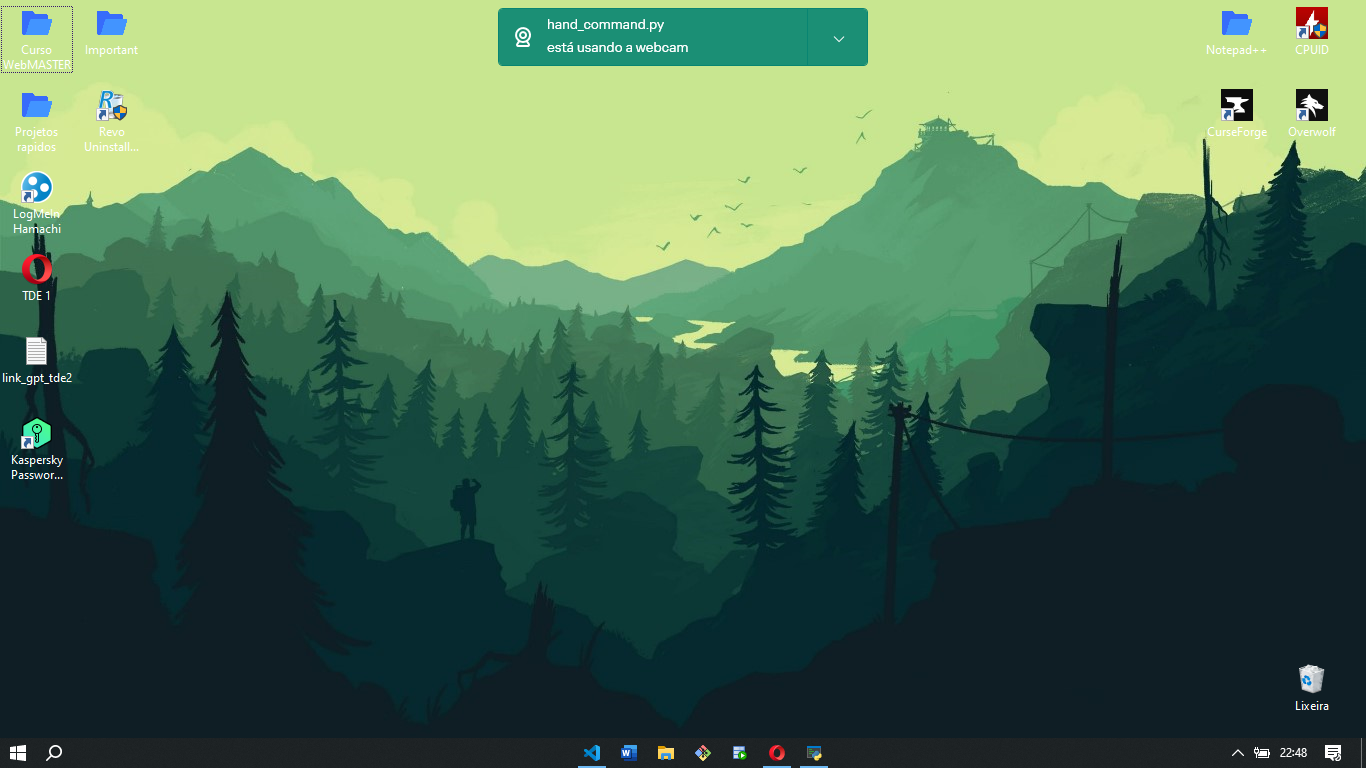 hand_command.py
está usando a webcam
Curso
WebMASTER
Important
Notepad++
CPUID
Projetos
rapidos
Revo
Uninstall...
CurseForge
Overwolf
LogMeIn
Hamachi
TDE 1
link_gpt_tde2
Kaspersky
Passwor...
Lixeira
22:48